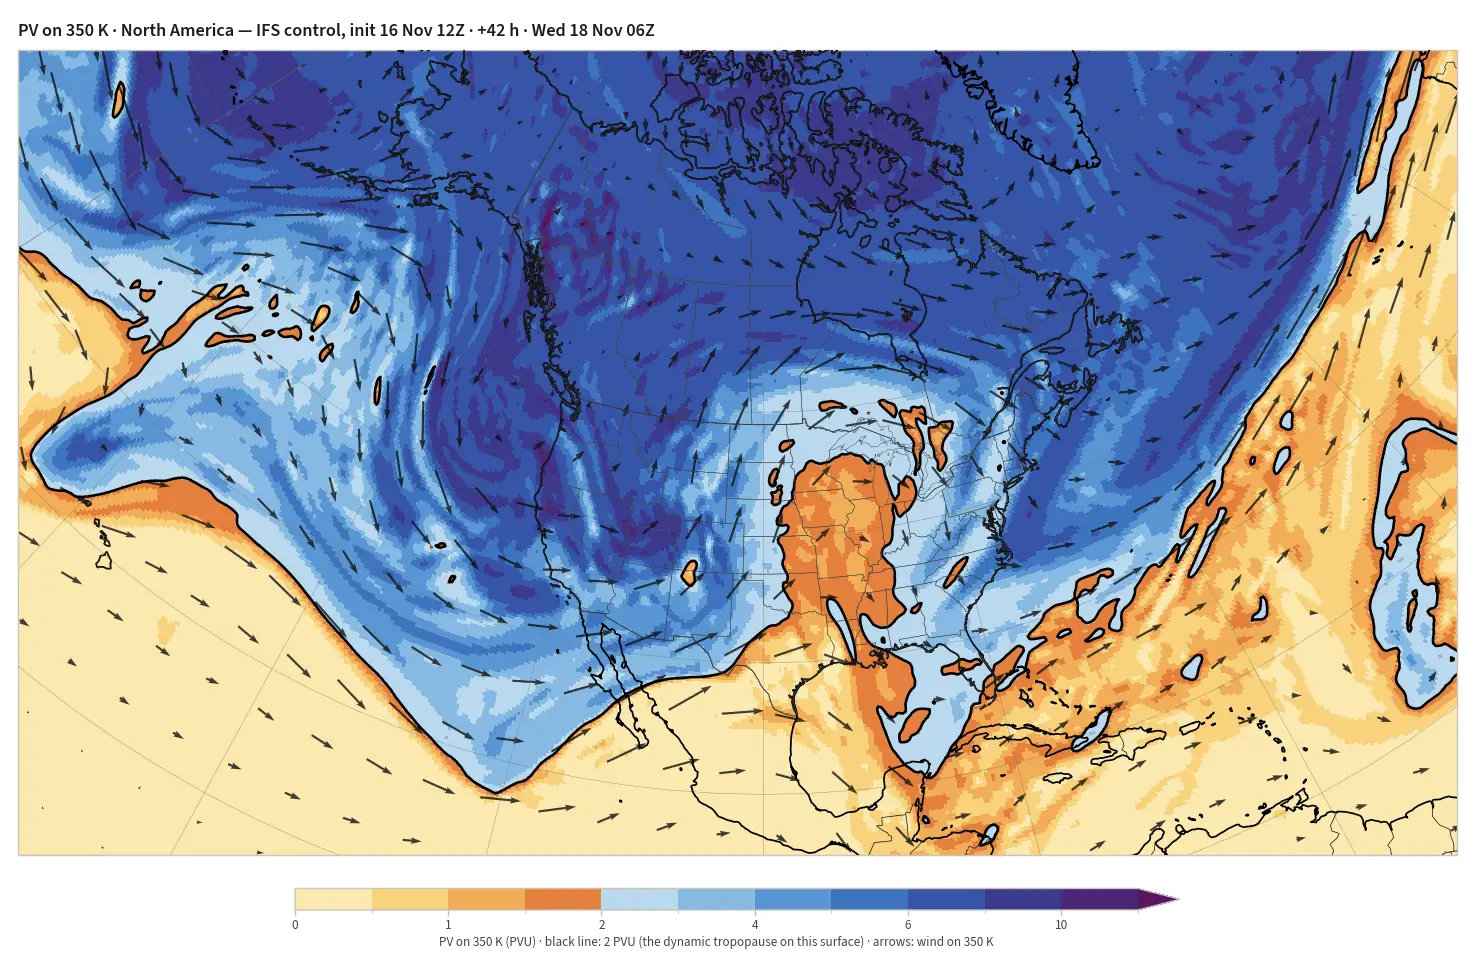 PV on 350 K · North America — IFS control, init 16 Nov 12Z · +42 h · Wed 18 Nov 06Z
0 1 2 4 6 10
PV on 350 K (PVU) · black line: 2 PVU (the dynamic tropopause on this surface) · arrows: wind on 350 K